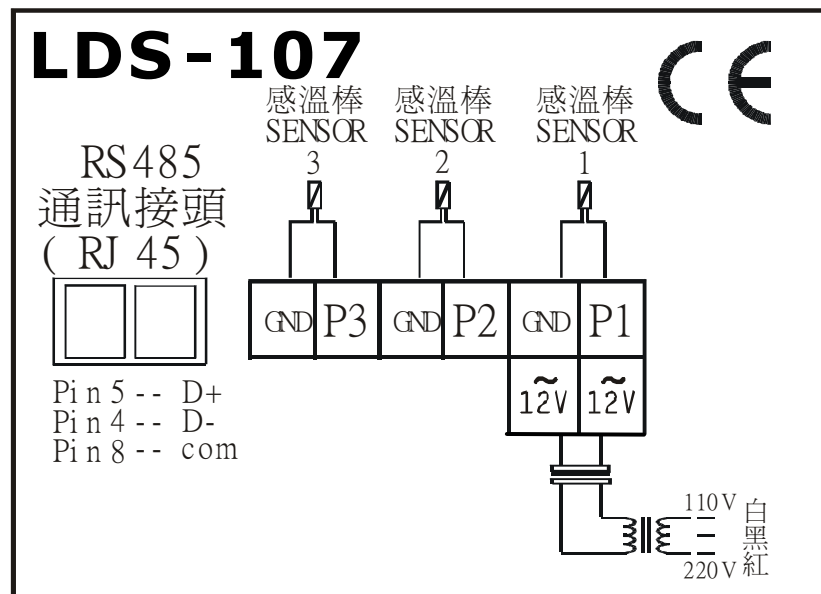 LDS-107
CE
感溫棒 感溫棒 感溫棒
SENSOR SENSOR SENSOR
3 2 1
RS485
通訊接頭
( RJ 45 )
GND P3 GND P2 GND P1
~ ~
12V 12V
Pin 5 -- D+
Pin 4 -- D-
Pin 8 -- com
110V
220V
白黑紅